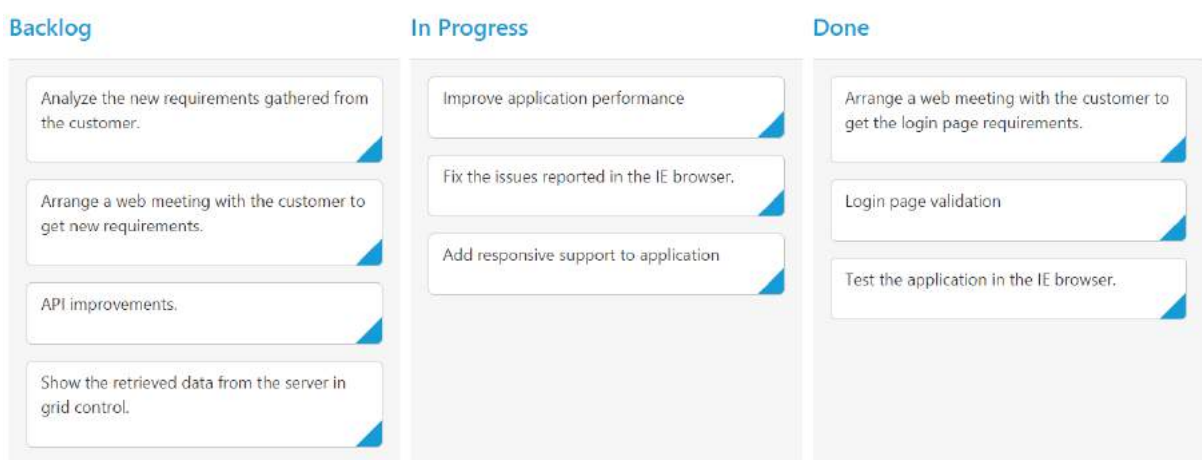 Backlog
Analyze the new requirements gathered from
the customer.
Arrange a web meeting with the customer to
get new requirements.
API improvements.
Show the retrieved data from the server in
grid control.
In Progress
Improve application performance
Fix the issues reported in the IE browser.
Add responsive support to application
Done
Arrange a web meeting with the customer to
get the login page requirements.
Login page validation
Test the application in the IE browser.